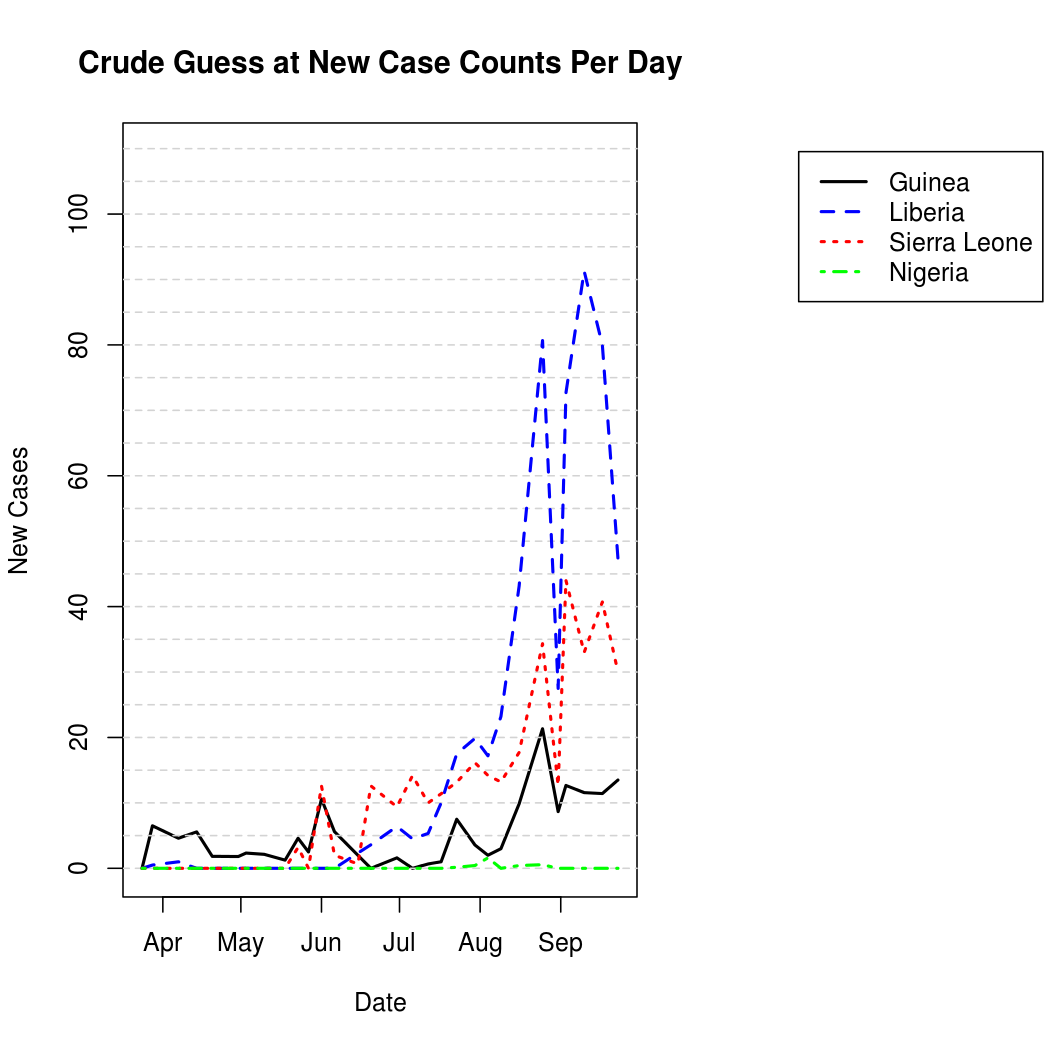 Crude Guess at New Case Counts Per Day
Guinea
Liberia
Sierra Leone
Nigeria
New Cases
100
80
60
40
20
0
Apr May Jun Jul Aug Sep
Date